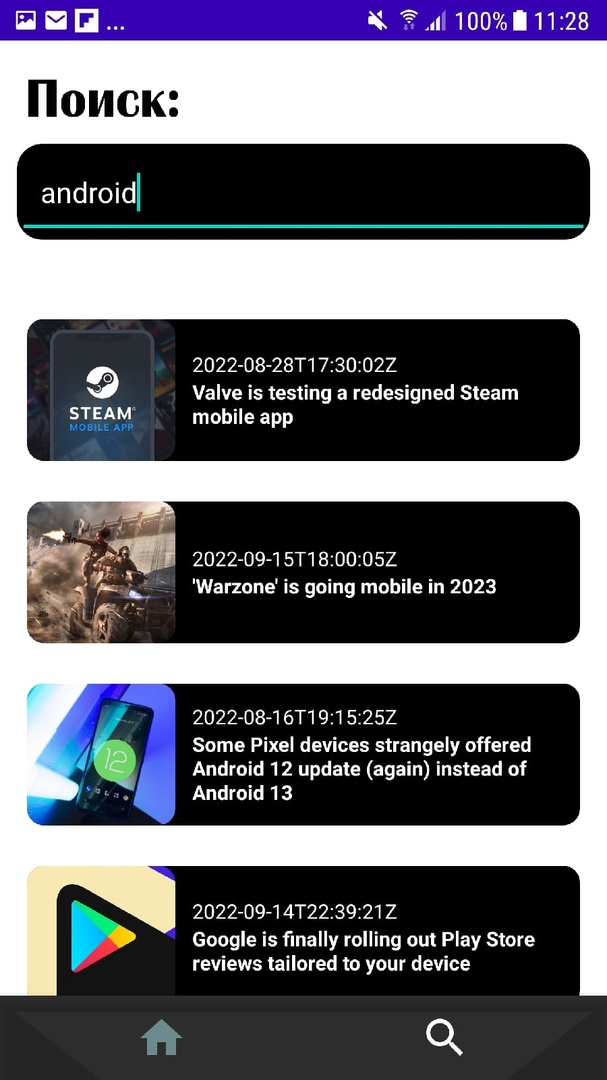 ... 100% 11:28
Поиск:
android
STEAM
MOBILE APP
2022-08-28T17:30:02Z
Valve is testing a redesigned Steam
mobile app
2022-09-15T18:00:05Z
'Warzone' is going mobile in 2023
12
2022-08-16T19:15:25Z
Some Pixel devices strangely offered
Android 12 update (again) instead of
Android 13
2022-09-14T22:39:21Z
Google is finally rolling out Play Store
reviews tailored to your device